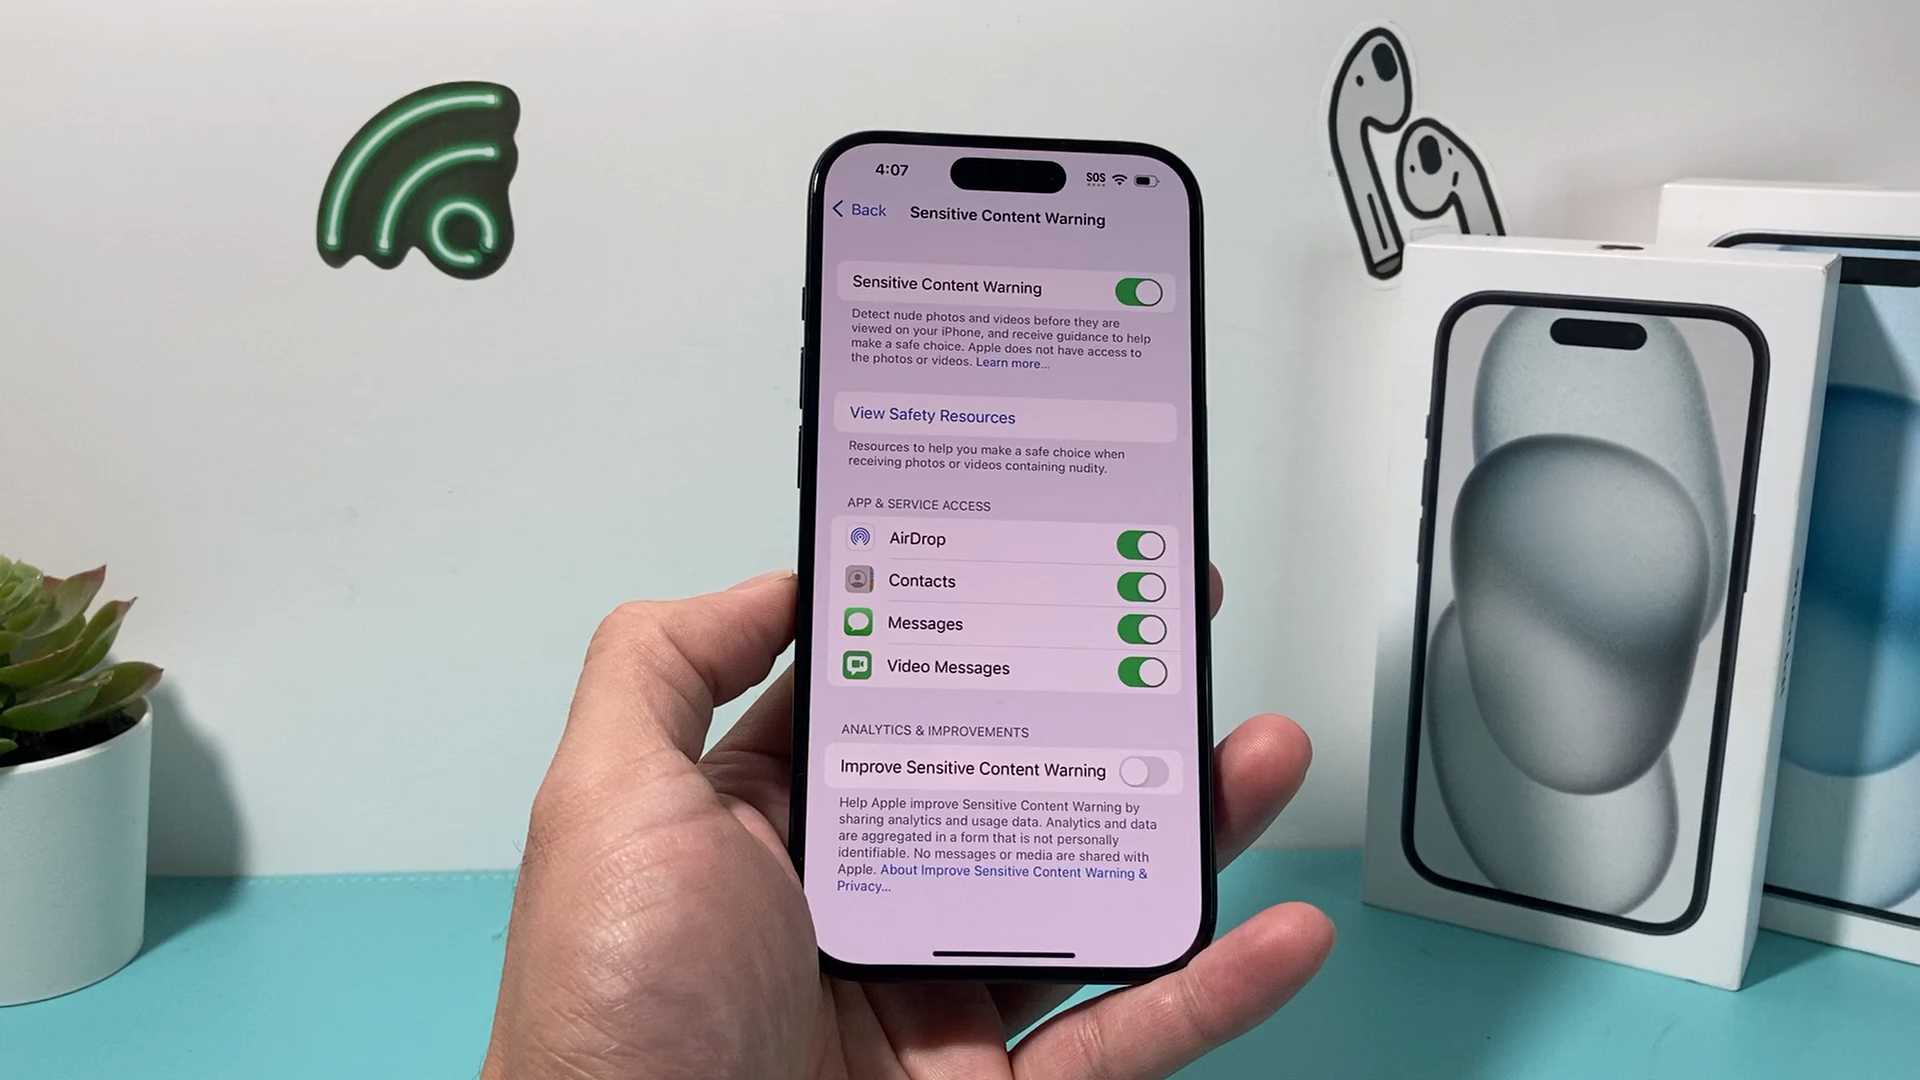 4:07
SOS
Back
Sensitive Content Warning
Sensitive Content Warning
Detect nude photos and videos before they are
viewed on your iPhone, and receive guidance to help
make a safe choice. Apple does not have access to
the photos or videos. Learn more...
View Safety Resources
Resources to help you make a safe choice when
receiving photos or videos containing nudity.
APP & SERVICE ACCESS
AirDrop
Contacts
Messages
Video Messages
ANALYTICS & IMPROVEMENTS
Improve Sensitive Content Warning
Help Apple improve Sensitive Content Warning by
sharing analytics and usage data. Analytics and data
are aggregated in a form that is not personally
identifiable. No messages or media are shared with
Apple. About Improve Sensitive Content Warning &
Privacy...
iPhone